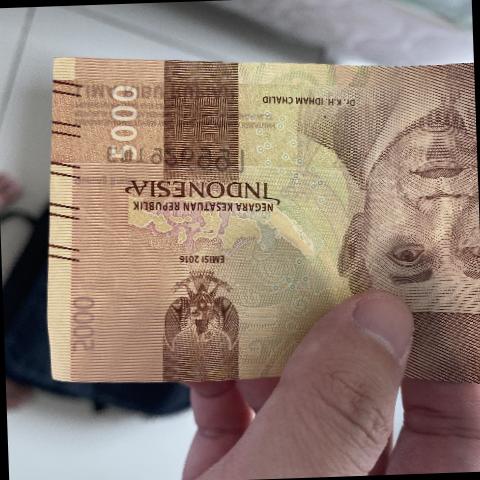 EMISI 2016
NEGARA KESATUAN REPUBLIK
INDONESIA
Dr. K.H. IDHAM CHALID
5000
5000